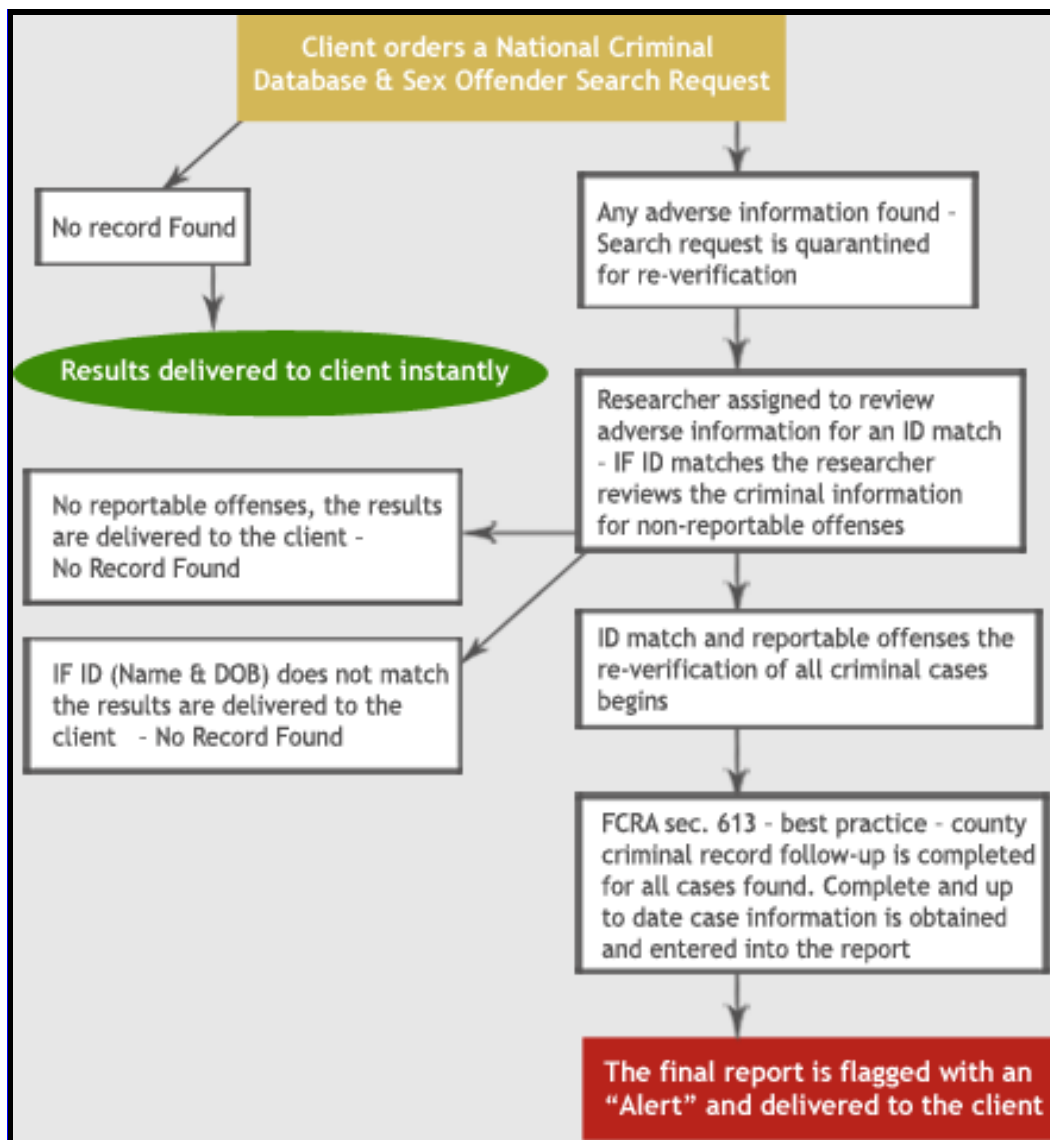 Client orders a National Criminal
Database & Sex Offender Search Request
No record Found
Any adverse information found –
Search request is quarantined
for re-verification
Results delivered to client instantly
Researcher assigned to review
adverse information for an ID match
– IF ID matches the researcher
reviews the criminal information
for non-reportable offenses
No reportable offenses, the results
are delivered to the client –
No Record Found
IF ID (Name & DOB) does not match
the results are delivered to the
client – No Record Found
ID match and reportable offenses the
re-verification of all criminal cases
begins
FCRA sec. 613 – best practice – county
criminal record follow-up is completed
for all cases found. Complete and up
to date case information is obtained
and entered into the report
The final report is flagged with an
“Alert” and delivered to the client